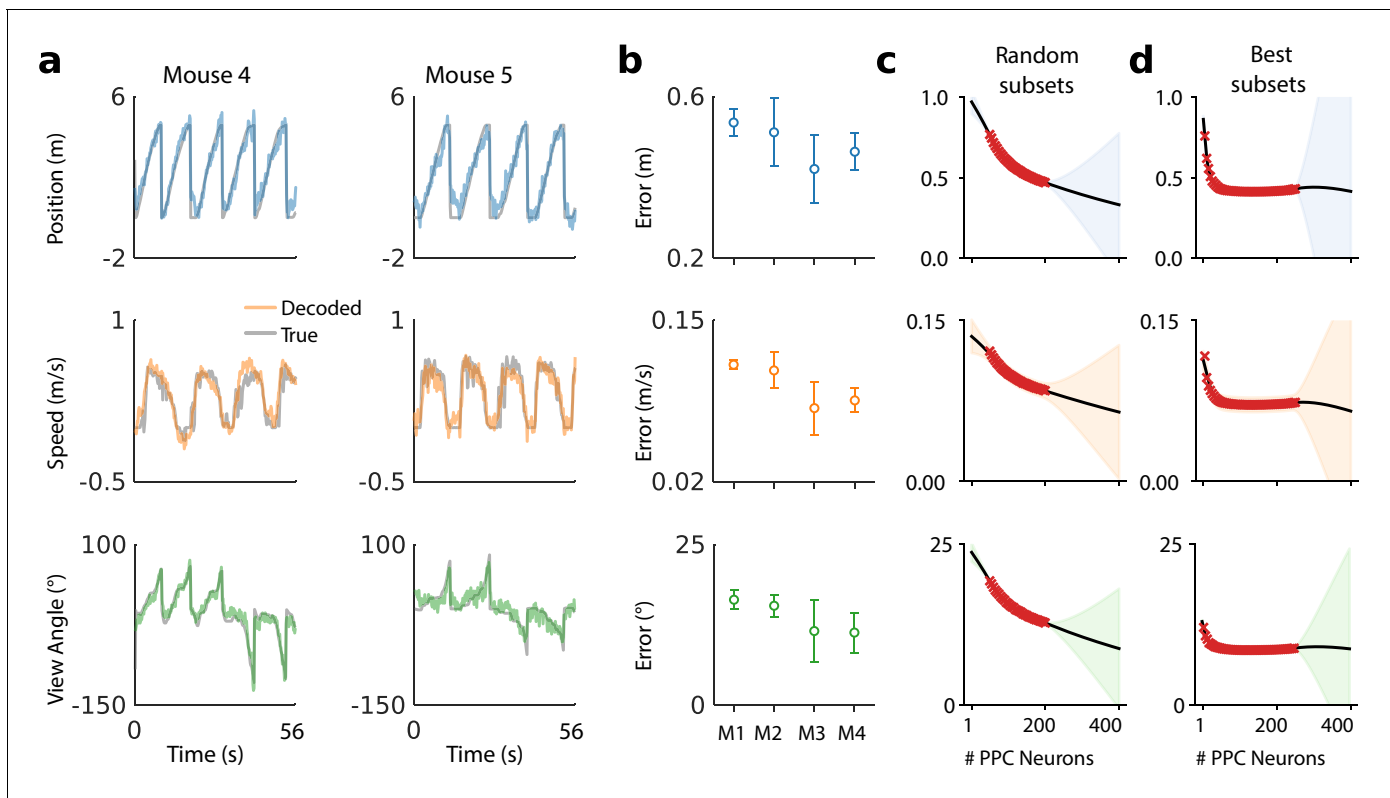 a
Mouse 4
Mouse 5
6
Position (m)
-2
6
-2
Decoded
True
1
Speed (m/s)
-0.5
1
-0.5
100
View Angle (°)
-150
0
56
Time (s)
100
-150
0
56
Time (s)
b
0.6
Error (m)
0.2
0.15
Error (m/s)
0.02
25
Error (°)
0
M1 M2 M3 M4
c
Random
subsets
1.0
0.5
0.0
0.15
0.00
25
0
1 200 400
# PPC Neurons
d
Best
subsets
1.0
0.5
0.0
0.15
0.00
25
0
1 200 400
# PPC Neurons